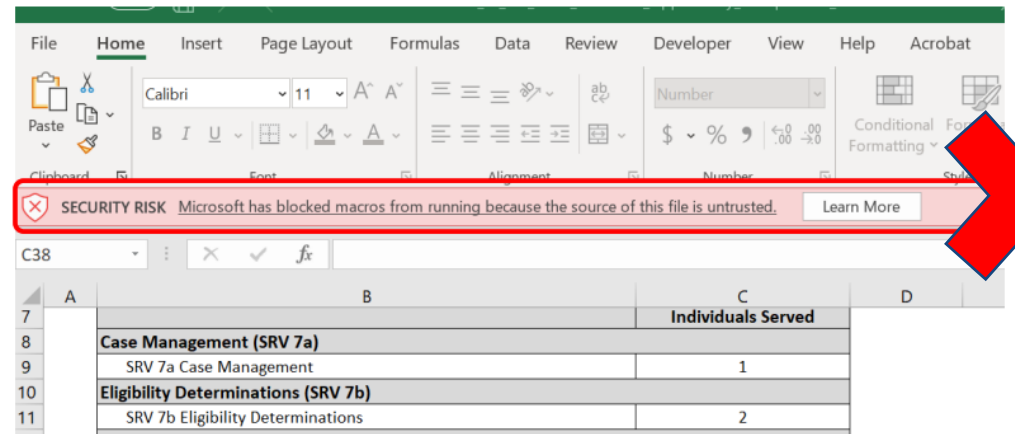 File Home Insert Page Layout Formulas Data Review Developer View Help Acrobat
Calibri 11 A A Number
Paste B I U A $ % 9 .00 .00 Conditional
Formatting
Clipboard Font Alignment Number
SECURITY RISK Microsoft has blocked macros from running because the source of this file is untrusted. Learn More
C38 fx
A B C D
7 Individuals Served
8 Case Management (SRV 7a)
9 SRV 7a Case Management 1
10 Eligibility Determinations (SRV 7b)
11 SRV 7b Eligibility Determinations 2